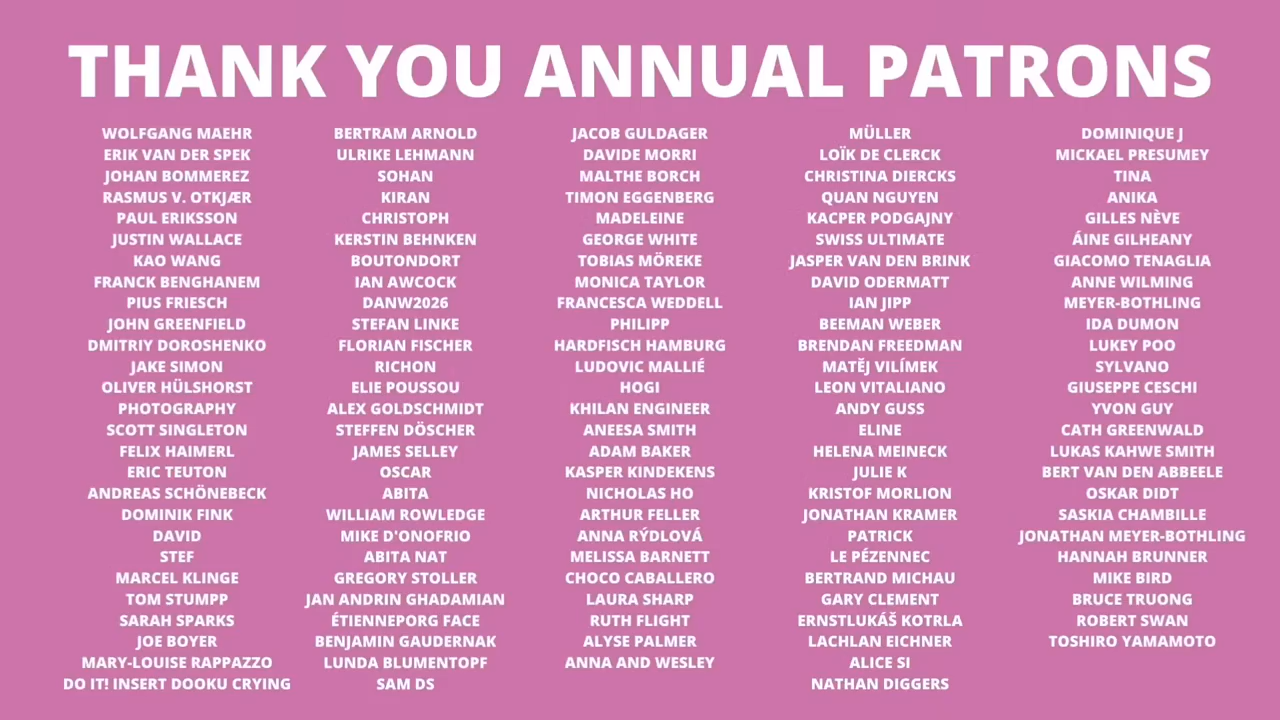 THANK YOU ANNUAL PATRONS
WOLFGANG MAEHR
ERIK VAN DER SPEK
JOHAN BOMMEREZ
RASMUS V. OTKJÆR
PAUL ERIKSSON
JUSTIN WALLACE
KAO WANG
FRANCK BENGHANEM
PIUS FRIESCH
JOHN GREENFIELD
DMITRIY DOROSHENKO
JAKE SIMON
OLIVER HÜLSHORST
PHOTOGRAPHY
SCOTT SINGLETON
FELIX HAIMERL
ERIC TEUTON
ANDREAS SCHÖNEBECK
DOMINIK FINK
DAVID
STEF
MARCEL KLINGE
TOM STUMPP
SARAH SPARKS
JOE BOYER
MARY-LOUISE RAPPAZZO
DO IT! INSERT DOOKU CRYING
BERTRAM ARNOLD
ULRIKE LEHMANN
SOHAN
KIRAN
CHRISTOPH
KERSTIN BEHNKEN
BOUTONDORT
IAN AWCOCK
DANW2026
STEFAN LINKE
FLORIAN FISCHER
RICHON
ELIE POUSSOU
ALEX GOLDSCHMIDT
STEFFEN DÖSCHER
JAMES SELLEY
OSCAR
ABITA
WILLIAM ROWLEDGE
MIKE D'ONOFRIO
ABITA NAT
GREGORY STOLLER
JAN ANDRIN GHADAMIAN
ÉTIENNEPORG FACE
BENJAMIN GAUDERNAK
LUNDA BLUMENTOPF
SAM DS
JACOB GULDAGER
DAVIDE MORRI
MALTHE BORCH
TIMON EGGENBERG
MADELEINE
GEORGE WHITE
TOBIAS MÖREKE
MONICA TAYLOR
FRANCESCA WEDDELL
PHILIPP
HARDFISCH HAMBURG
LUDOVIC MALLIÉ
HOGI
KHILAN ENGINEER
ANEESA SMITH
ADAM BAKER
KASPER KINDEKENS
NICHOLAS HO
ARTHUR FELLER
ANNA RÝDLOVÁ
MELISSA BARNETT
CHOCO CABALLERO
LAURA SHARP
RUTH FLIGHT
ALYSE PALMER
ANNA AND WESLEY
MÜLLER
LOÏK DE CLERCK
CHRISTINA DIERCKS
QUAN NGUYEN
KACPER PODGAJNY
SWISS ULTIMATE
JASPER VAN DEN BRINK
DAVID ODERMATT
IAN JIPP
BEEMAN WEBER
BRENDAN FREEDMAN
MATĚJ VILÍMEK
LEON VITALIANO
ANDY GUSS
ELINE
HELENA MEINECK
JULIE K
KRISTOF MORLION
JONATHAN KRAMER
PATRICK
LE PÉZENNEC
BERTRAND MICHAU
GARY CLEMENT
ERNSTLUKÁŠ KOTRLA
LACHLAN EICHNER
ALICE SI
NATHAN DIGGERS
DOMINIQUE J
MICKAEL PRESUMEY
TINA
ANIKA
GILLES NÈVE
ÁINE GILHEANY
GIACOMO TENAGLIA
ANNE WILMING
MEYER-BOTHLING
IDA DUMON
LUKEY POO
SYLVANO
GIUSEPPE CESCHI
YVON GUY
CATH GREENWALD
LUKAS KAHWE SMITH
BERT VAN DEN ABBEELE
OSKAR DIDT
SASKIA CHAMBILLE
JONATHAN MEYER-BOTHLING
HANNAH BRUNNER
MIKE BIRD
BRUCE TRUONG
ROBERT SWAN
TOSHIRO YAMAMOTO